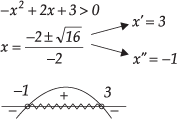 −x² + 2x + 3 > 0
x = (−2 ± √16) / −2
x′ = 3
x″ = −1
−1 + 3
− −